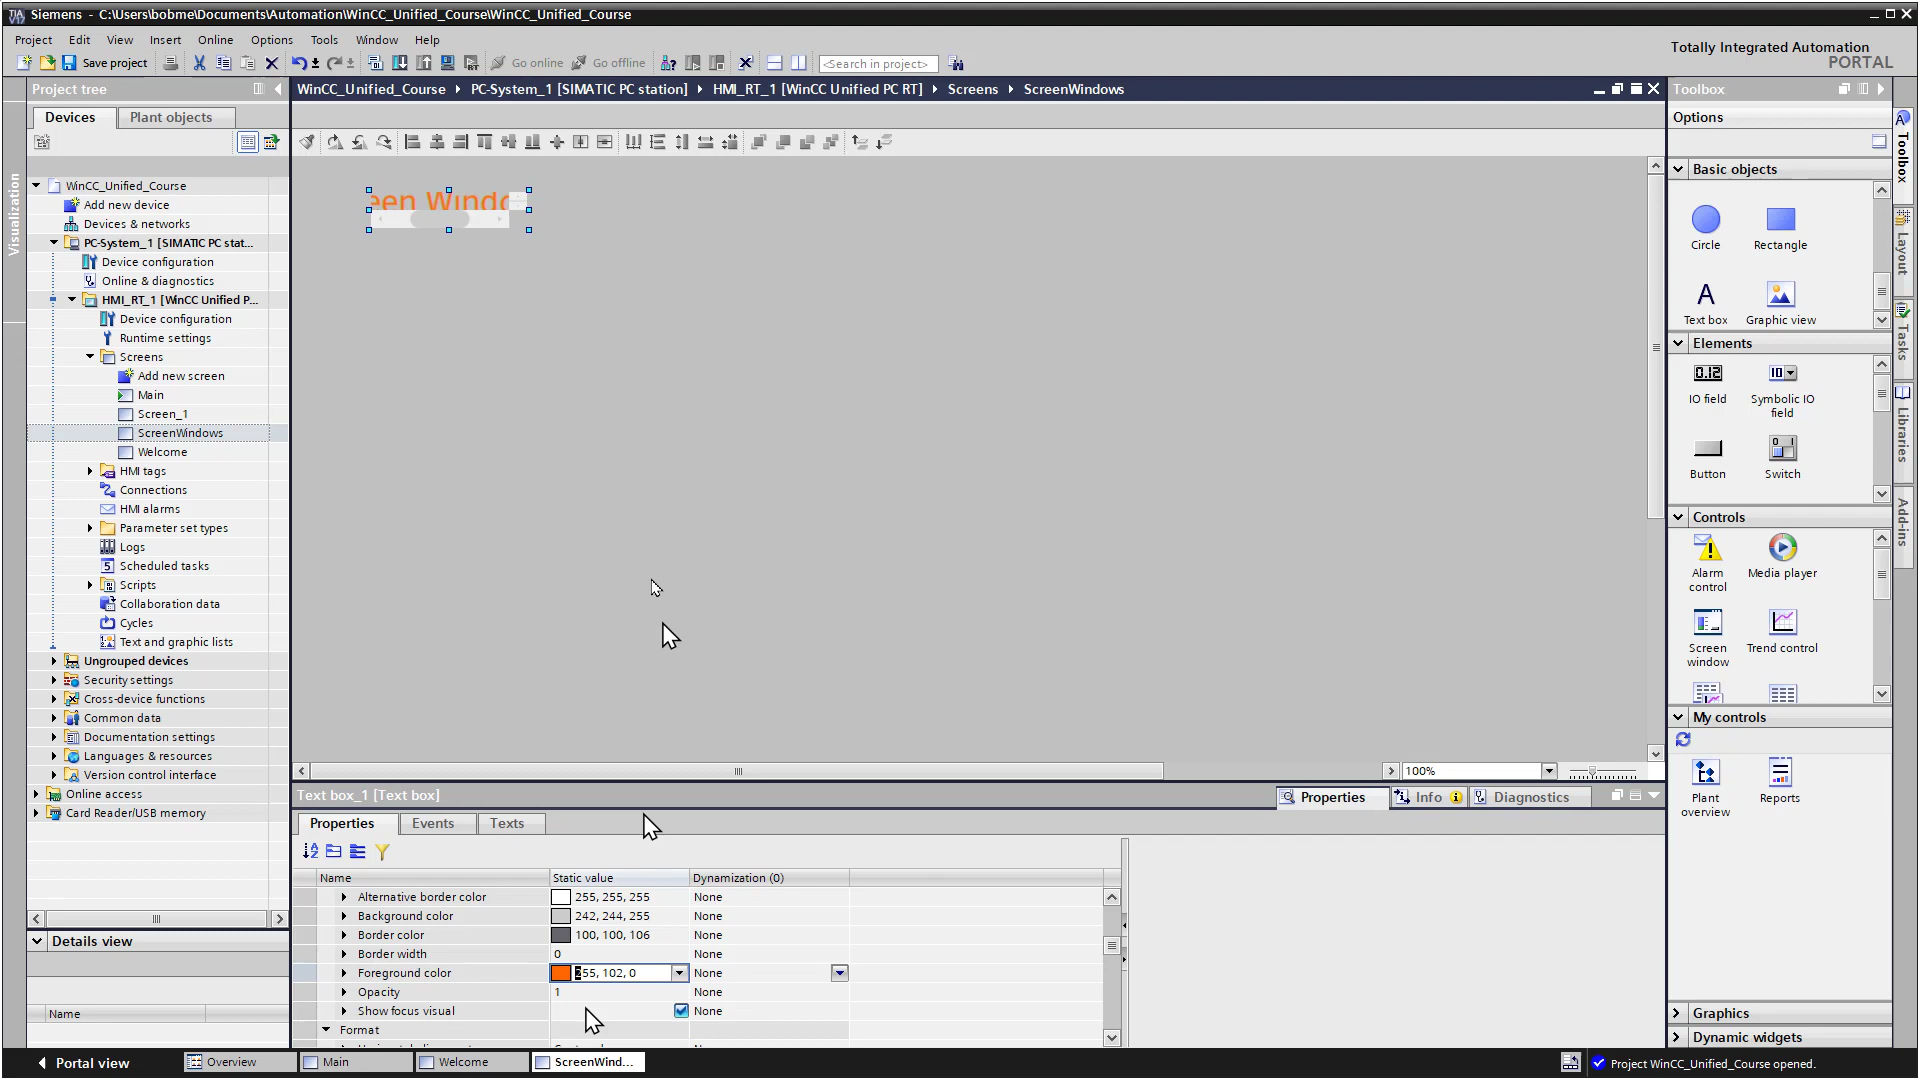 Siemens - C:\Users\bobme\Documents\Automation\WinCC_Unified_Course\WinCC_Unified_Course
Project Edit View Insert Online Options Tools Window Help
Totally Integrated Automation
PORTAL
Save project
Go online
Go offline
<Search in project>
Project tree
WinCC_Unified_Course
PC-System_1 [SIMATIC PC station]
HMI_RT_1 [WinCC Unified PC RT]
Screens
ScreenWindows
Toolbox
Devices
Plant objects
Options
Visualization
WinCC_Unified_Course
Add new device
Devices & networks
PC-System_1 [SIMATIC PC stat...
Device configuration
Online & diagnostics
HMI_RT_1 [WinCC Unified P...
Device configuration
Runtime settings
Screens
Add new screen
Main
Screen_1
ScreenWindows
Welcome
HMI tags
Connections
HMI alarms
Parameter set types
Logs
Scheduled tasks
Scripts
Collaboration data
Cycles
Text and graphic lists
Ungrouped devices
Security settings
Cross-device functions
Common data
Documentation settings
Languages & resources
Version control interface
Online access
Card Reader/USB memory
Details view
Name
een Windo
100%
Text box_1 [Text box]
Properties
Info
Diagnostics
Properties
Events
Texts
Name
Static value
Dynamization (0)
Alternative border color 255, 255, 255 None
Background color 242, 244, 255 None
Border color 100, 100, 106 None
Border width 0 None
Foreground color 255, 102, 0 None
Opacity 1 None
Show focus visual None
Format
Basic objects
Circle
Rectangle
A
Text box
Graphic view
Elements
0.12
IO field
10
Symbolic IO
field
Button
0 I
Switch
Controls
Alarm
control
Media player
Screen
window
Trend control
My controls
Plant
overview
Reports
Graphics
Dynamic widgets
Toolbox
Layout
Tasks
Libraries
Add-ins
Portal view
Overview
Main
Welcome
ScreenWind...
Project WinCC_Unified_Course opened.